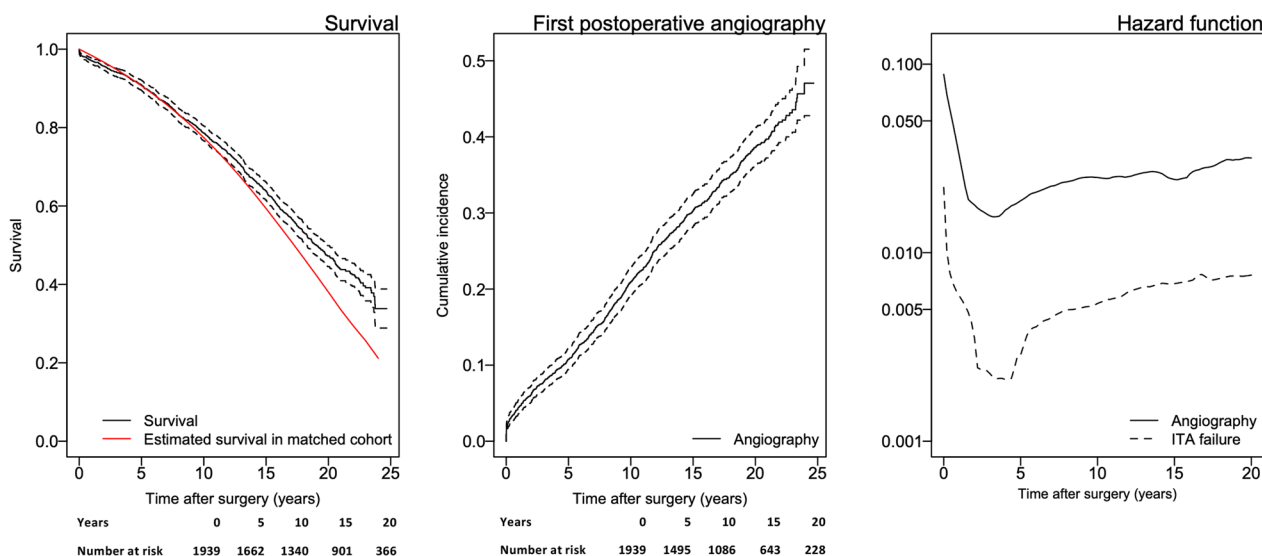 Survival
1.0
0.8
0.6
0.4
0.2
0.0
Survival
Survival
Estimated survival in matched cohort
0 5 10 15 20 25
Time after surgery (years)
Years 0 5 10 15 20
Number at risk 1939 1662 1340 901 366
First postoperative angiography
0.5
0.4
0.3
0.2
0.1
0.0
Cumulative incidence
Angiography
0 5 10 15 20 25
Time after surgery (years)
Years 0 5 10 15 20
Number at risk 1939 1495 1086 643 228
Hazard function
0.100
0.050
0.010
0.005
0.001
Angiography
ITA failure
0 5 10 15 20
Time after surgery (years)